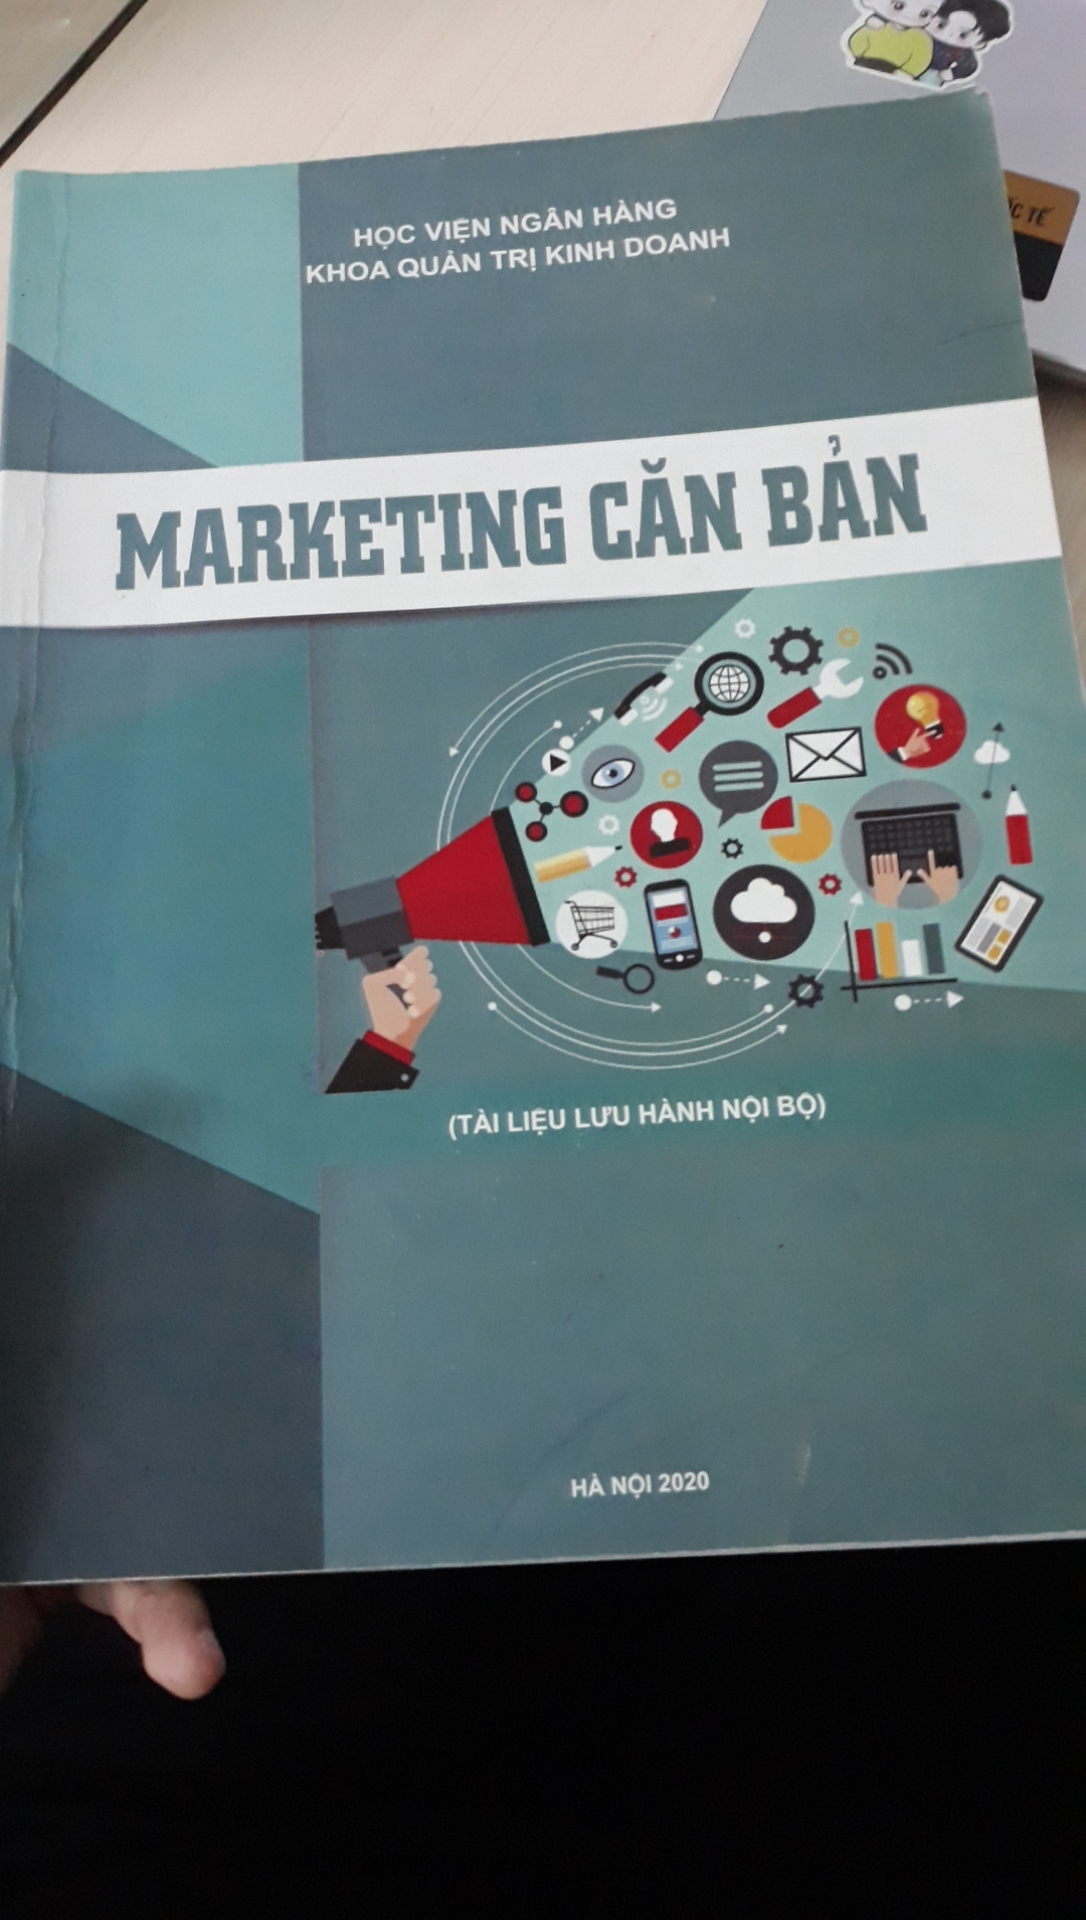 HỌC VIỆN NGÂN HÀNG
KHOA QUẢN TRỊ KINH DOANH
MARKETING CĂN BẢN
(TÀI LIỆU LƯU HÀNH NỘI BỘ)
HÀ NỘI 2020
TẾ